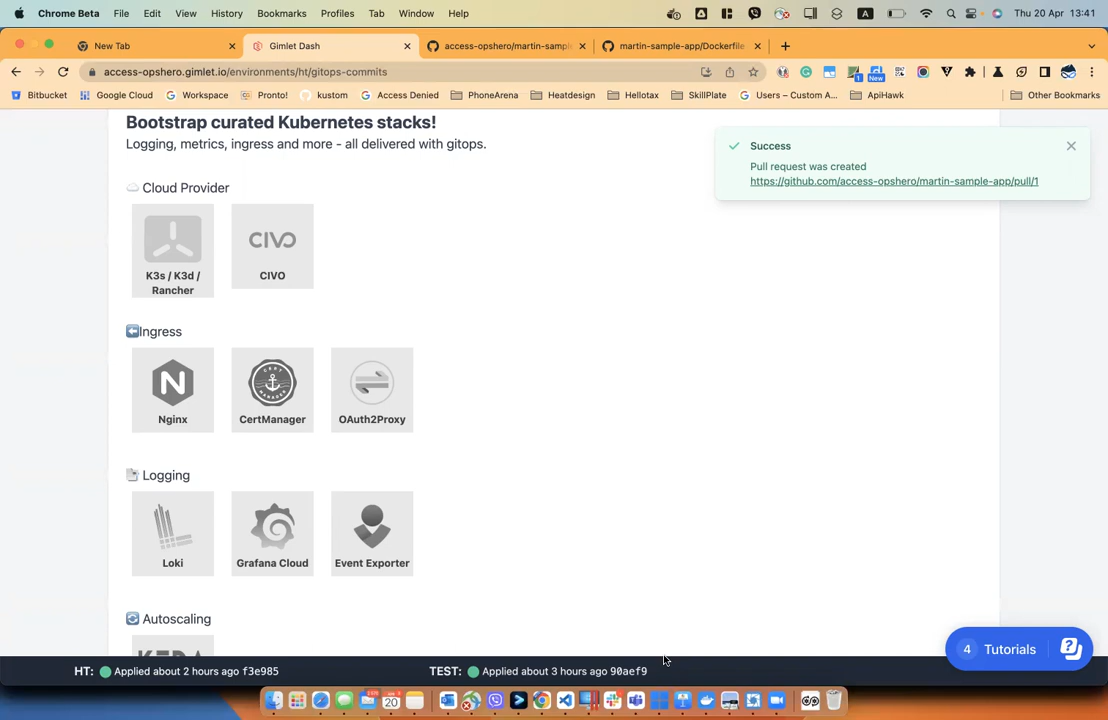 Chrome Beta File Edit View History Bookmarks Profiles Tab Window Help A Thu 20 Apr 13:41
New Tab Gimlet Dash access-opshero/martin-sampl martin-sample-app/Dockerfile
access-opshero.gimlet.io/environments/ht/gitops-commits
Bitbucket Google Cloud Workspace Pronto! kustom Access Denied PhoneArena Heatdesign Hellotax SkillPlate Users – Custom A... ApiHawk Other Bookmarks
Bootstrap curated Kubernetes stacks!
Logging, metrics, ingress and more - all delivered with gitops.
Success
Pull request was created
https://github.com/access-opshero/martin-sample-app/pull/1
Cloud Provider
CIVO
K3s / K3d /
Rancher
CIVO
Ingress
N
CERT
MANAGER
Nginx
CertManager
OAuth2Proxy
Logging
Loki
Grafana Cloud
Event Exporter
Autoscaling
KEDA
4 Tutorials
HT: Applied about 2 hours ago f3e985
TEST: Applied about 3 hours ago 90aef9
20